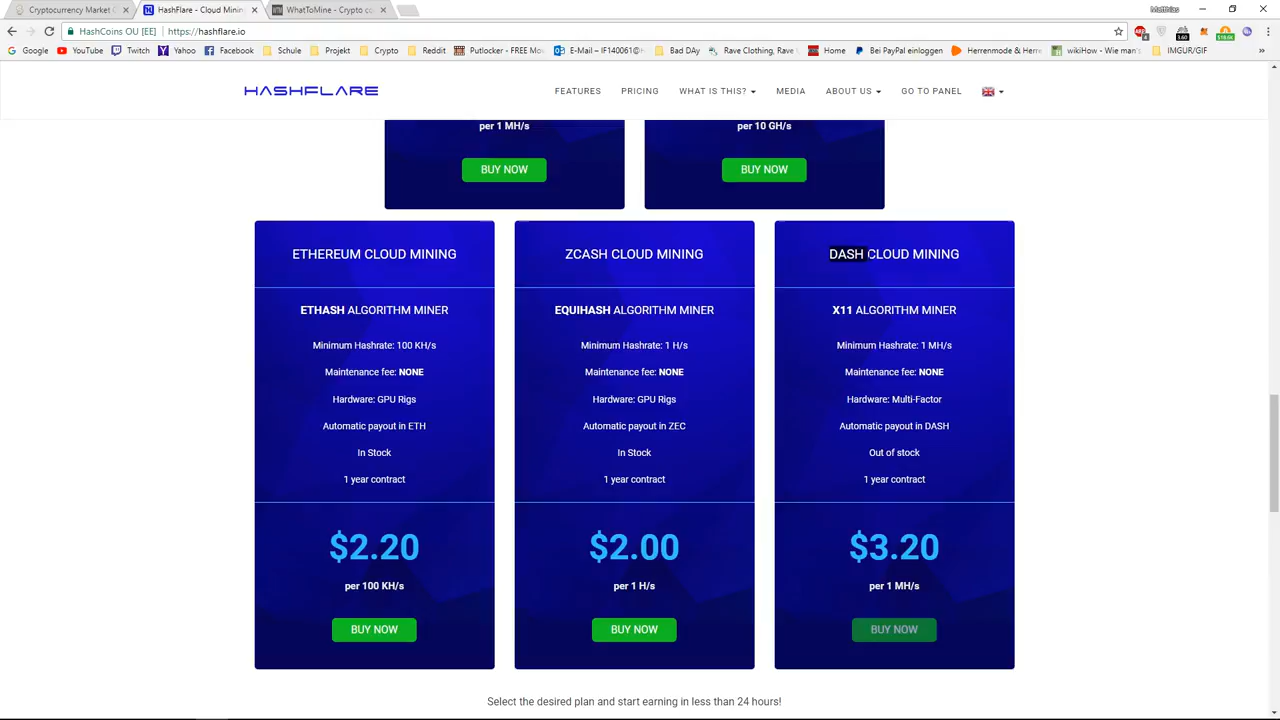 Cryptocurrency Market
HashFlare - Cloud Minin
WhatToMine - Crypto co
Matthias
HashCoins OU [EE]
https://hashflare.io
Google
YouTube
Twitch
Yahoo
Facebook
Schule
Projekt
Crypto
Reddit
Putlocker - FREE Mov
E-Mail – IF140061@H
Bad DAy
Rave Clothing, Rave
Home
Bei PayPal einloggen
Herrenmode & Herre
wikiHow - Wie man's
IMGUR/GIF
HASHFLARE
FEATURES
PRICING
WHAT IS THIS?
MEDIA
ABOUT US
GO TO PANEL
per 1 MH/s
BUY NOW
per 10 GH/s
BUY NOW
ETHEREUM CLOUD MINING
ETHASH ALGORITHM MINER
Minimum Hashrate: 100 KH/s
Maintenance fee: NONE
Hardware: GPU Rigs
Automatic payout in ETH
In Stock
1 year contract
$2.20
per 100 KH/s
BUY NOW
ZCASH CLOUD MINING
EQUIHASH ALGORITHM MINER
Minimum Hashrate: 1 H/s
Maintenance fee: NONE
Hardware: GPU Rigs
Automatic payout in ZEC
In Stock
1 year contract
$2.00
per 1 H/s
BUY NOW
DASH CLOUD MINING
X11 ALGORITHM MINER
Minimum Hashrate: 1 MH/s
Maintenance fee: NONE
Hardware: Multi-Factor
Automatic payout in DASH
Out of stock
1 year contract
$3.20
per 1 MH/s
BUY NOW
Select the desired plan and start earning in less than 24 hours!